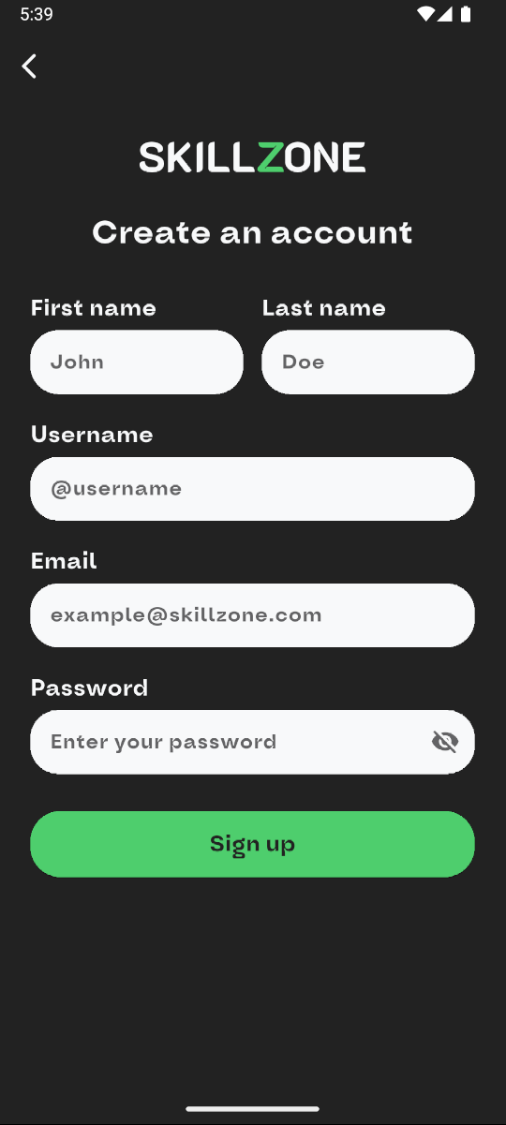 5:39
SKILLZONE
Create an account
First name Last name
John Doe
Username
@username
Email
example@skillzone.com
Password
Enter your password
Sign up